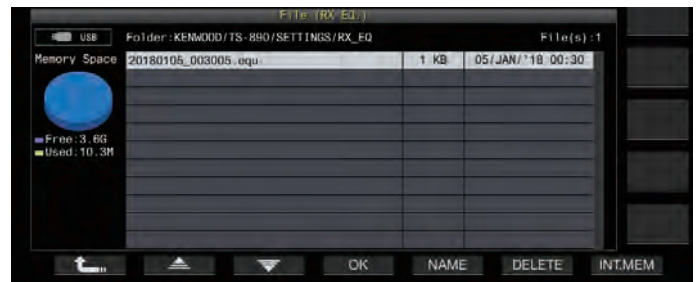 File (RX EQ.)
USB
Folder:KENWOOD/TS-890/SETTINGS/RX_EQ
File(s):1
Memory Space
20180105_003005.equ
1 KB
05/JAN/'18 00:30
Free:3.6G
Used:10.3M
OK
NAME
DELETE
INT.MEM